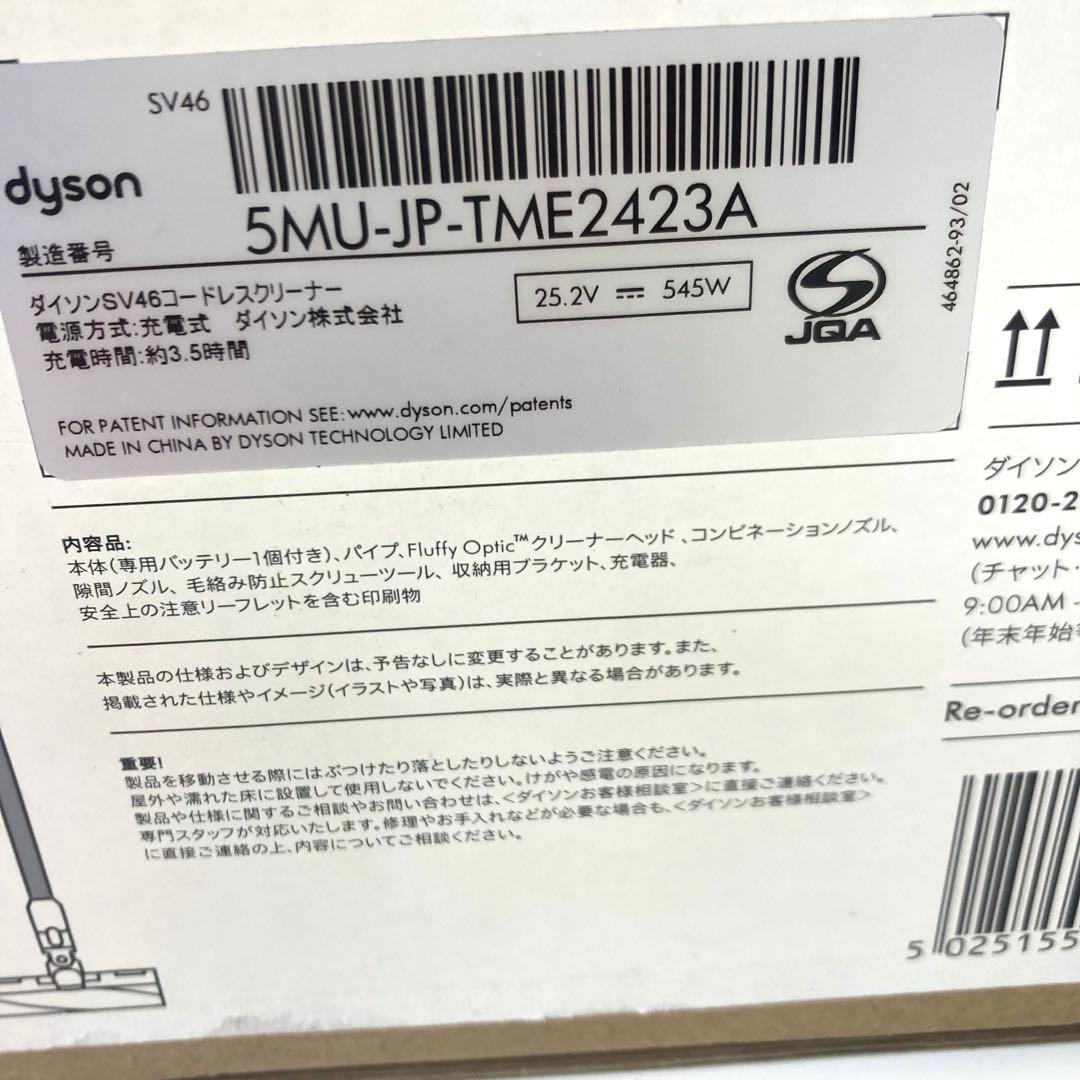 SV46
dyson
5MU-JP-TME2423A
製造番号
ダイソンSV46コードレスクリーナー
電源方式:充電式 ダイソン株式会社
充電時間:約3.5時間
25.2V ⎓ 545W
JQA
464862-93/02
FOR PATENT INFORMATION SEE:www.dyson.com/patents
MADE IN CHINA BY DYSON TECHNOLOGY LIMITED
内容品:
本体(専用バッテリー1個付き)、パイプ、Fluffy Optic™クリーナーヘッド、コンビネーションノズル、
隙間ノズル、毛絡み防止スクリューツール、収納用ブラケット、充電器、
安全上の注意リーフレットを含む印刷物
本製品の仕様およびデザインは、予告なしに変更することがあります。また、
掲載された仕様やイメージ(イラストや写真)は、実際と異なる場合があります。
重要!
製品を移動させる際にはぶつけたり落としたりしないようご注意ください。
屋外や濡れた床に設置して使用しないでください。けがや感電の原因になります。
製品や仕様に関するご相談やお問い合わせは、<ダイソンお客様相談室>に直接ご連絡ください。
専門スタッフが対応いたします。修理やお手入れなどが必要な場合も、<ダイソンお客様相談室>
に直接ご連絡の上、内容についてご相談ください。
ダイソン
0120-2
www.dys
(チャット・
9:00AM -
(年末年始
Re-order
5 025155